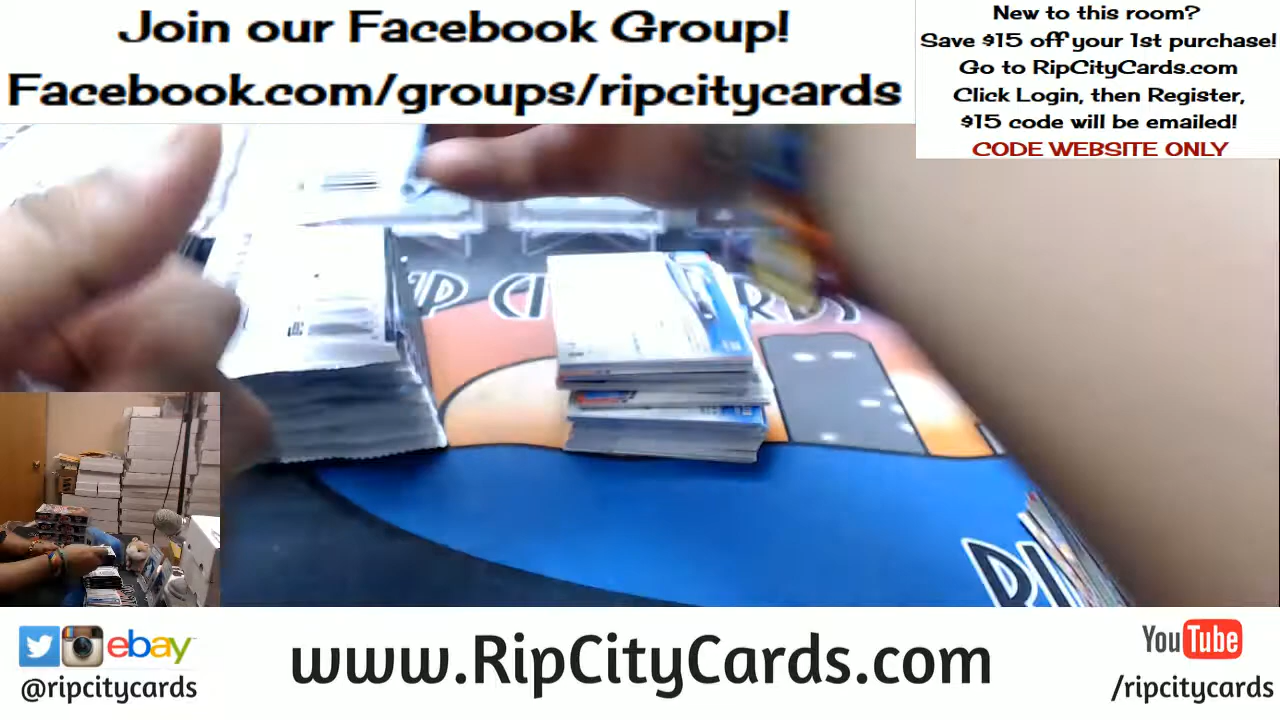 Join our Facebook Group!
Facebook.com/groups/ripcitycards
New to this room?
Save $15 off your 1st purchase!
Go to RipCityCards.com
Click Login, then Register,
$15 code will be emailed!
CODE WEBSITE ONLY
ebay
@ripcitycards
www.RipCityCards.com
YouTube
/ripcitycards